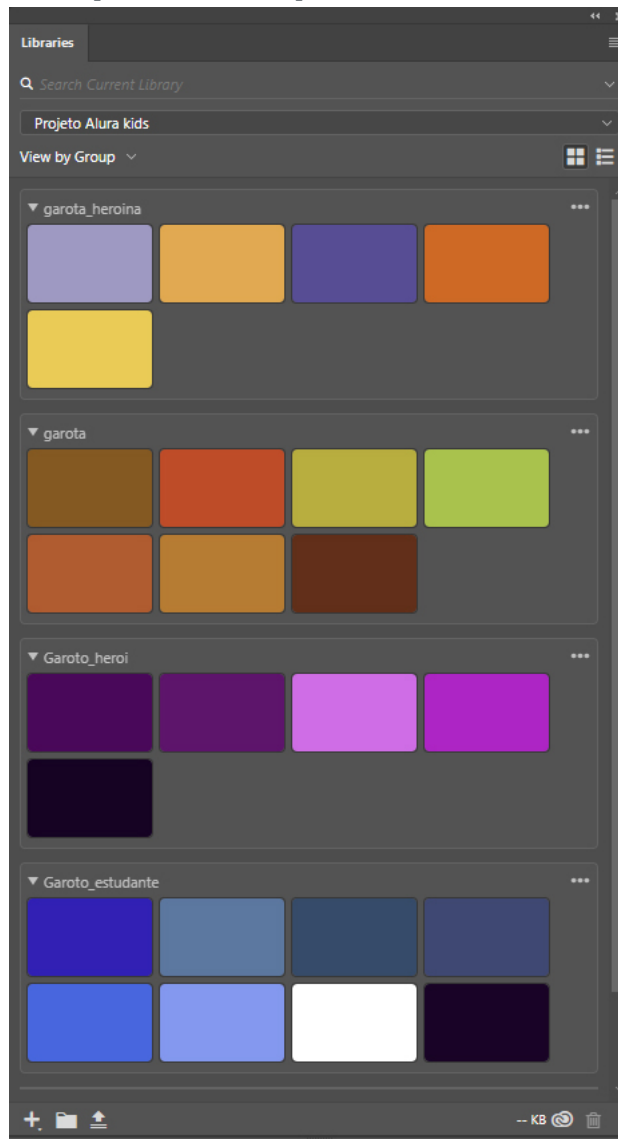 Libraries
Search Current Library
Projeto Alura kids
View by Group
garota_heroina
garota
Garoto_heroi
Garoto_estudante
-- KB